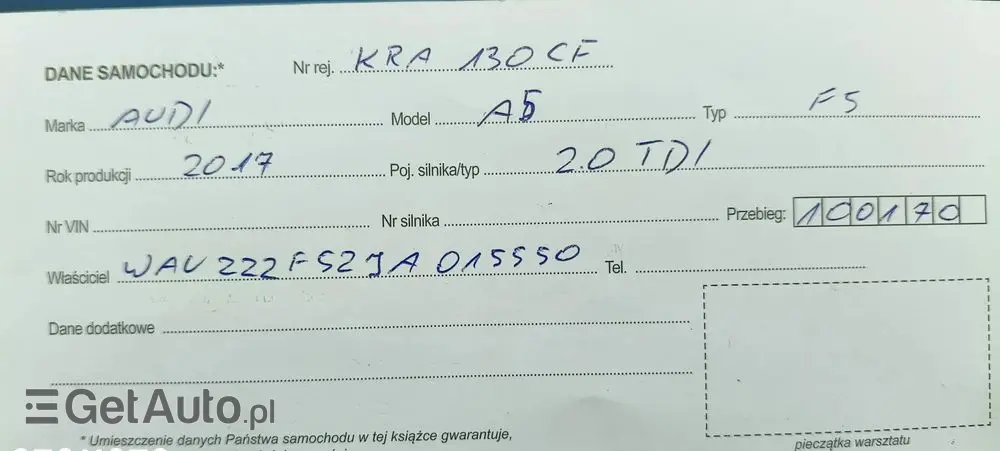 DANE SAMOCHODU:* Nr rej. KRA 130CF
Marka AUDI Model A5 Typ F5
Rok produkcji 2017 Poj. silnika/typ 2.0 TDI
Nr VIN Nr silnika Przebieg: 100170
Właściciel WAUZZZF52JA015550 Tel.
Dane dodatkowe
GetAuto.pl
* Umieszczenie danych Państwa samochodu w tej książce gwarantuje,
pieczątka warsztatu